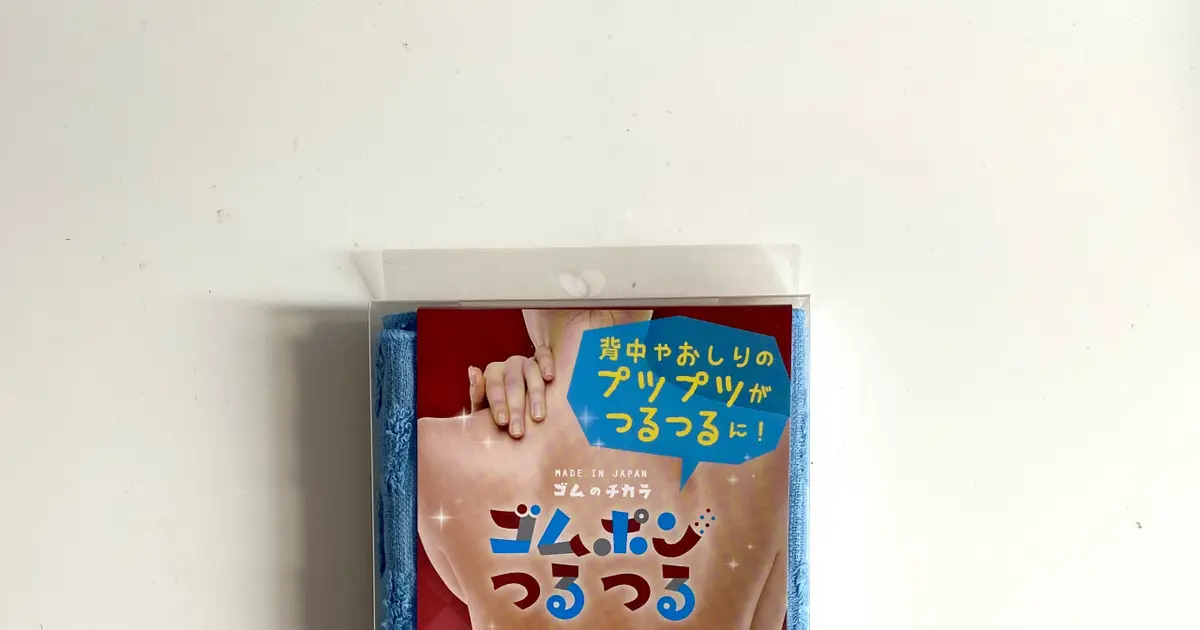 背中やおしりの
プツプツが
つるつるに!
MADE IN JAPAN
ゴムのチカラ
ゴムポン
つるつる